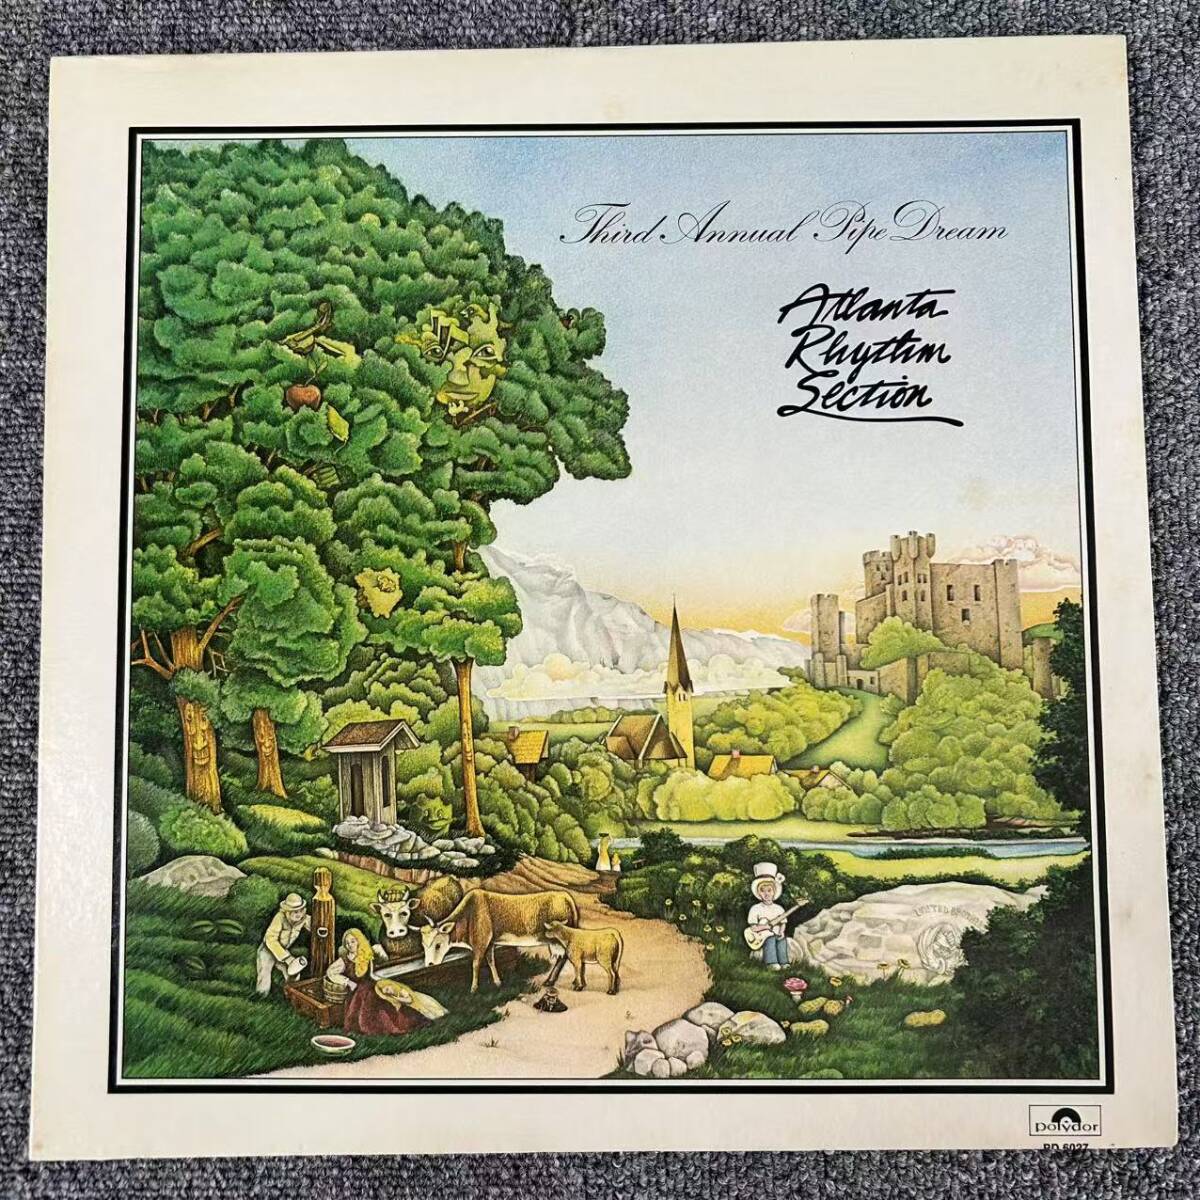 Third Annual Pipe Dream
Atlanta
Rhythm
Section
polydor
PD 6027